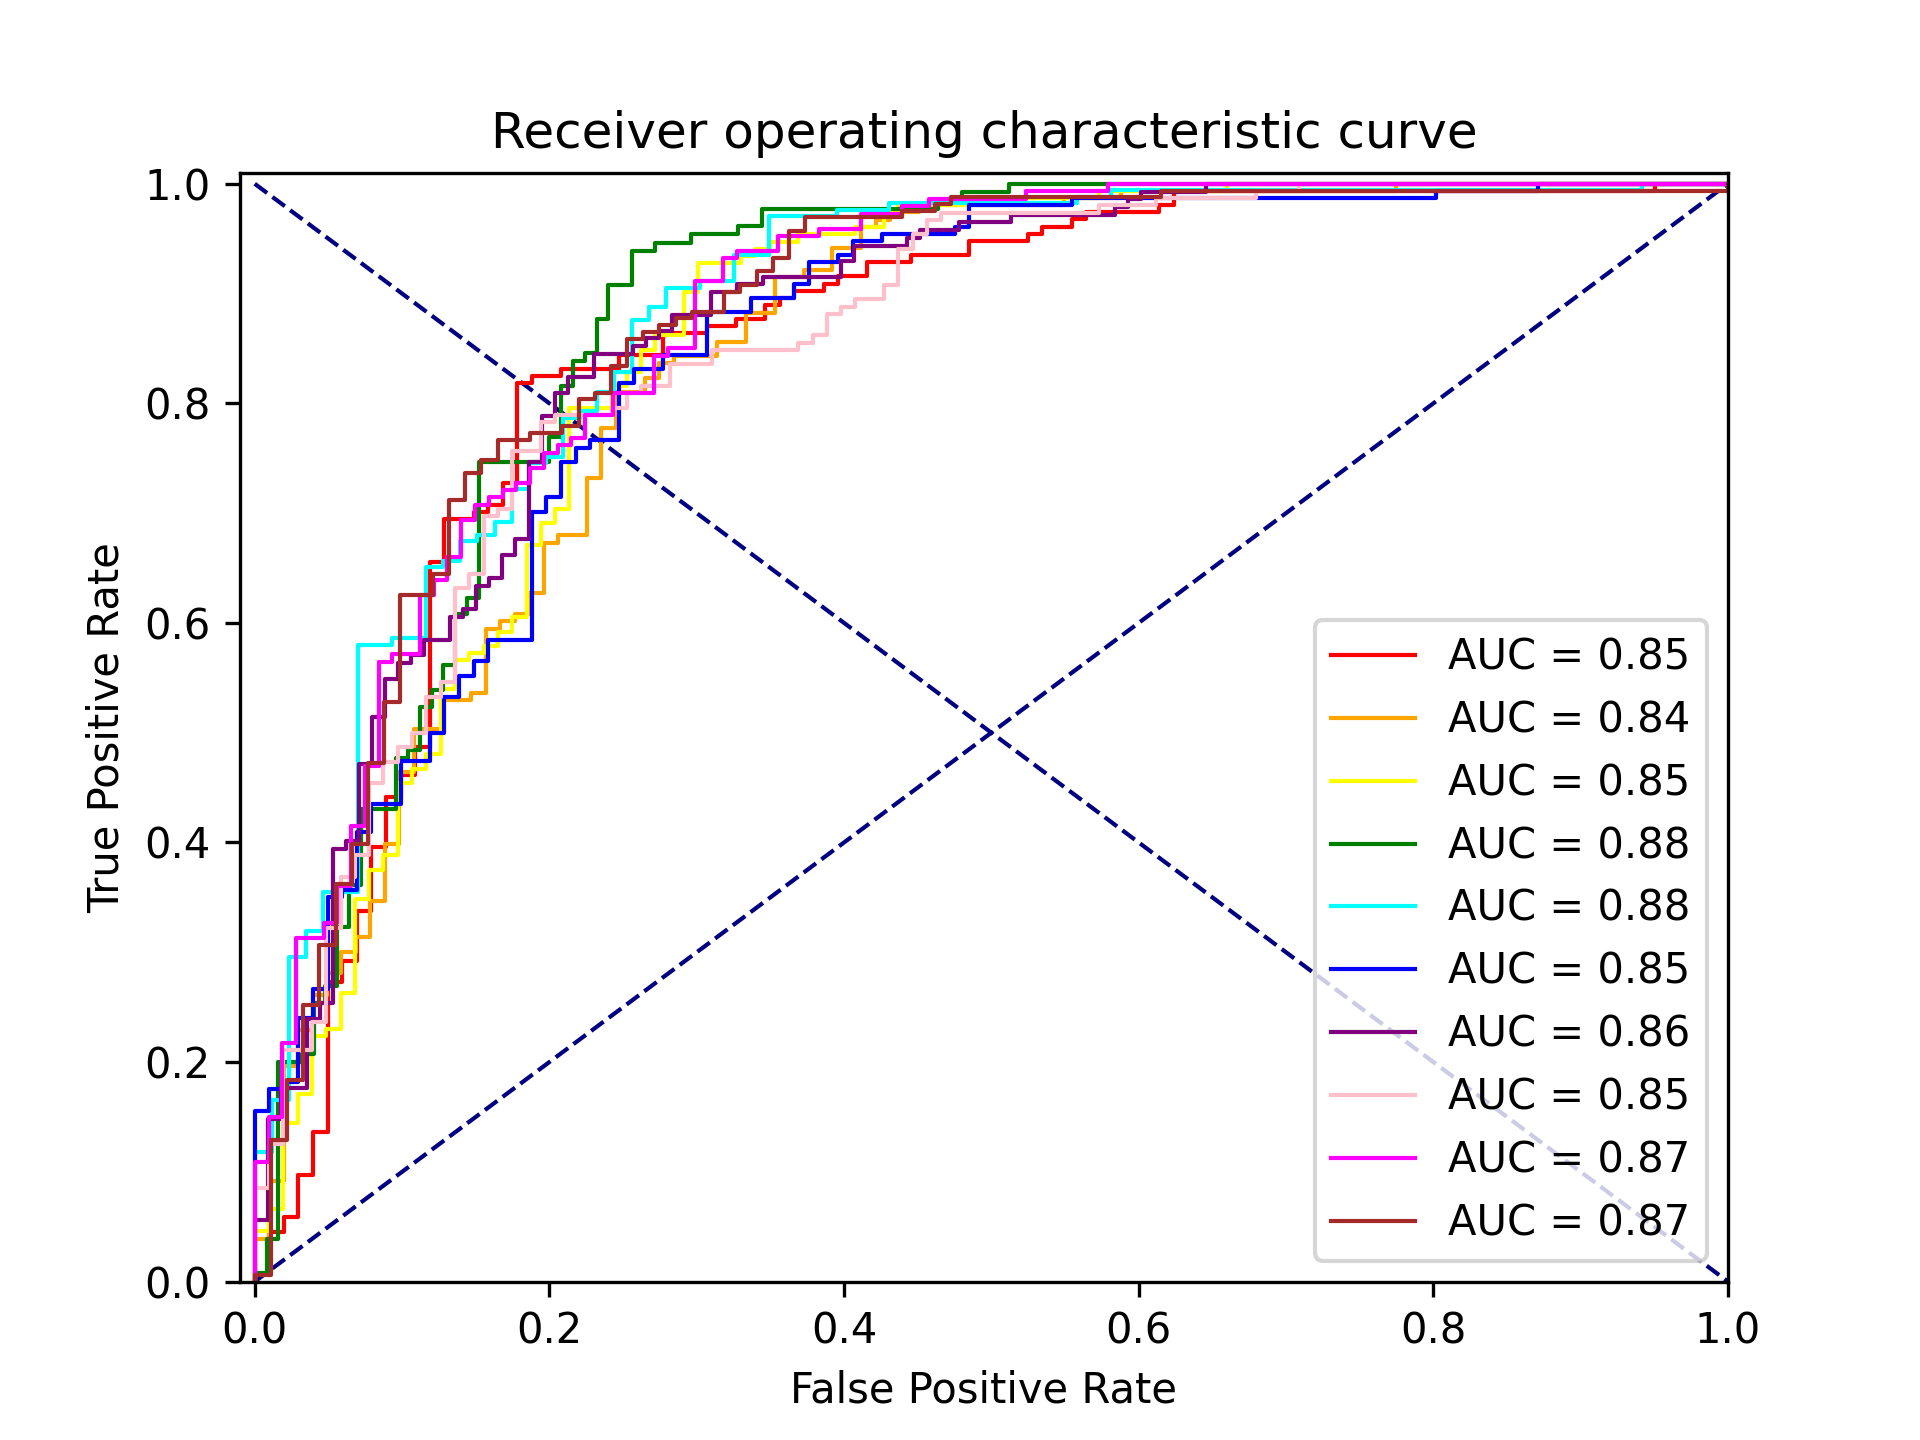 Receiver operating characteristic curve
True Positive Rate
1.0
0.8
0.6
0.4
0.2
0.0
0.0 0.2 0.4 0.6 0.8 1.0
False Positive Rate
AUC = 0.85
AUC = 0.84
AUC = 0.85
AUC = 0.88
AUC = 0.88
AUC = 0.85
AUC = 0.86
AUC = 0.85
AUC = 0.87
AUC = 0.87